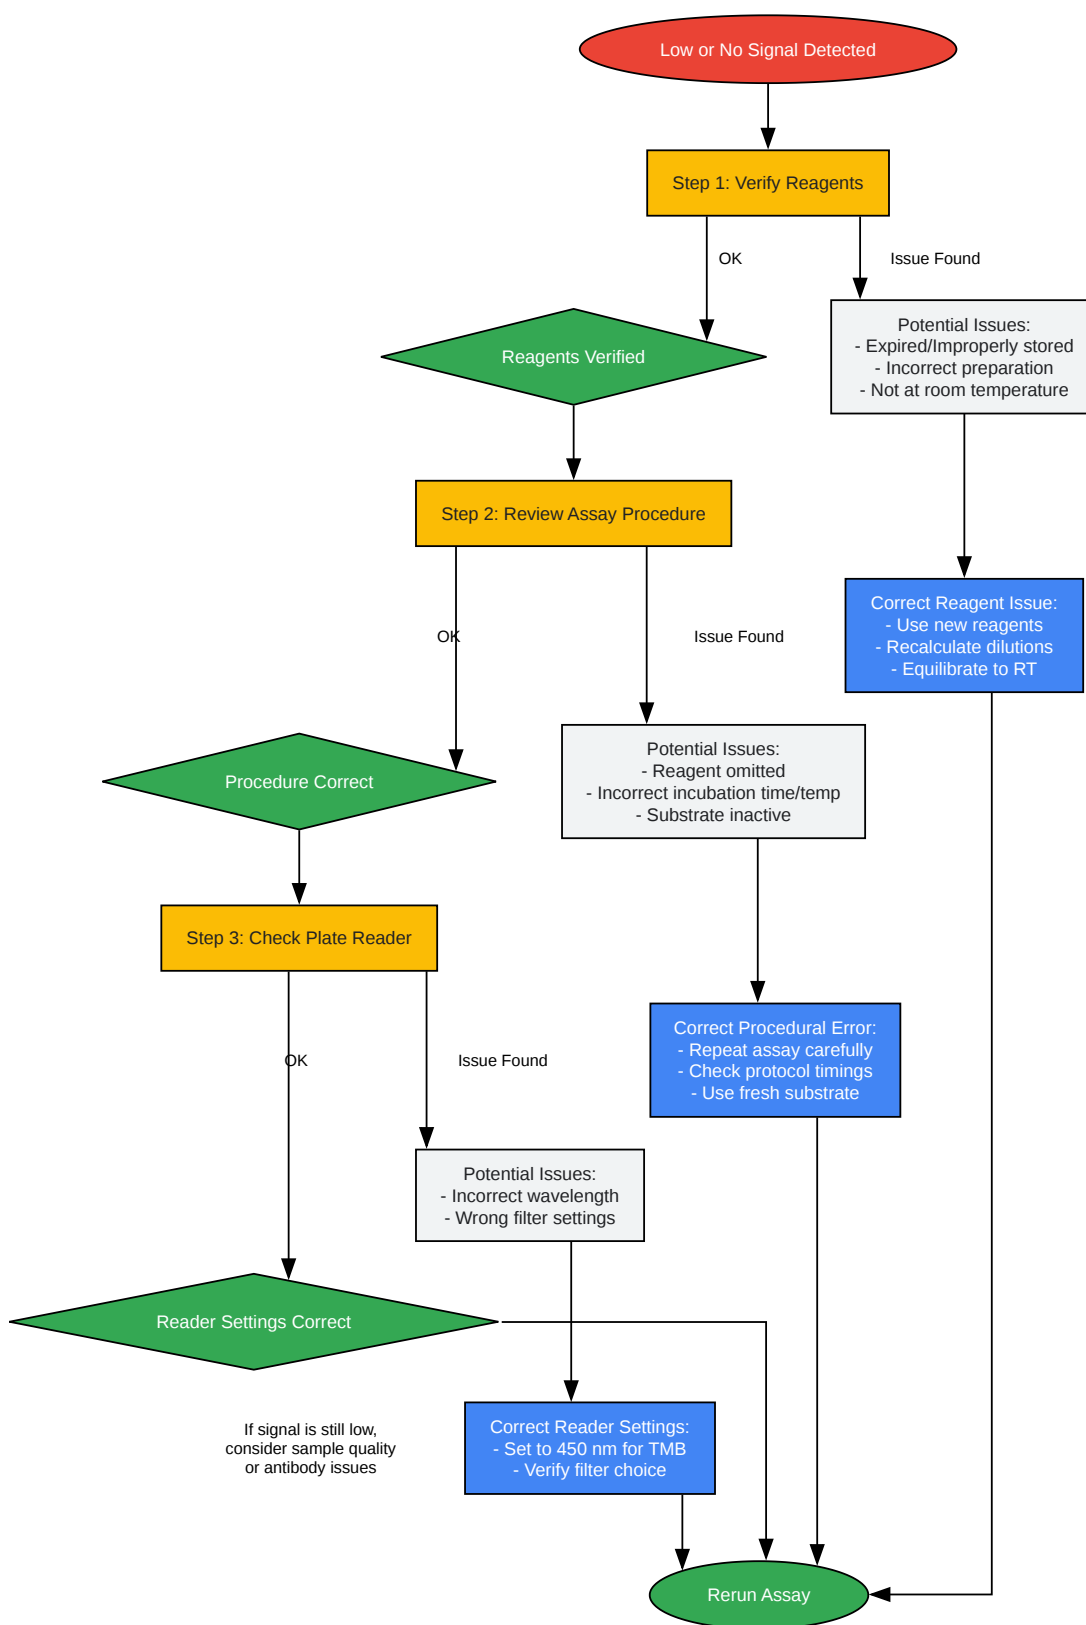 Low or No Signal Detected
Step 1: Verify Reagents
OK
Issue Found
Potential Issues:
- Expired/Improperly stored
- Incorrect preparation
- Not at room temperature
Reagents Verified
Step 2: Review Assay Procedure
Correct Reagent Issue:
- Use new reagents
- Recalculate dilutions
- Equilibrate to RT
OK
Issue Found
Potential Issues:
- Reagent omitted
- Incorrect incubation time/temp
- Substrate inactive
Procedure Correct
Step 3: Check Plate Reader
Correct Procedural Error:
- Repeat assay carefully
- Check protocol timings
- Use fresh substrate
OK
Issue Found
Potential Issues:
- Incorrect wavelength
- Wrong filter settings
Reader Settings Correct
If signal is still low,
consider sample quality
or antibody issues
Correct Reader Settings:
- Set to 450 nm for TMB
- Verify filter choice
Rerun Assay